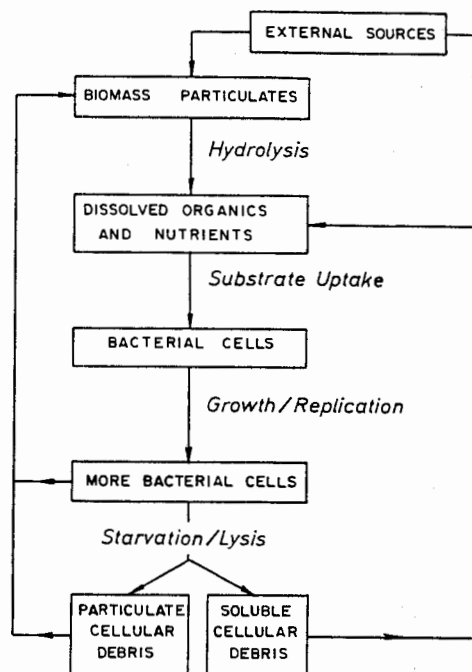 EXTERNAL SOURCES
BIOMASS PARTICULATES
Hydrolysis
DISSOLVED ORGANICS
AND NUTRIENTS
Substrate Uptake
BACTERIAL CELLS
Growth/Replication
MORE BACTERIAL CELLS
Starvation/Lysis
PARTICULATE
CELLULAR
DEBRIS
SOLUBLE
CELLULAR
DEBRIS